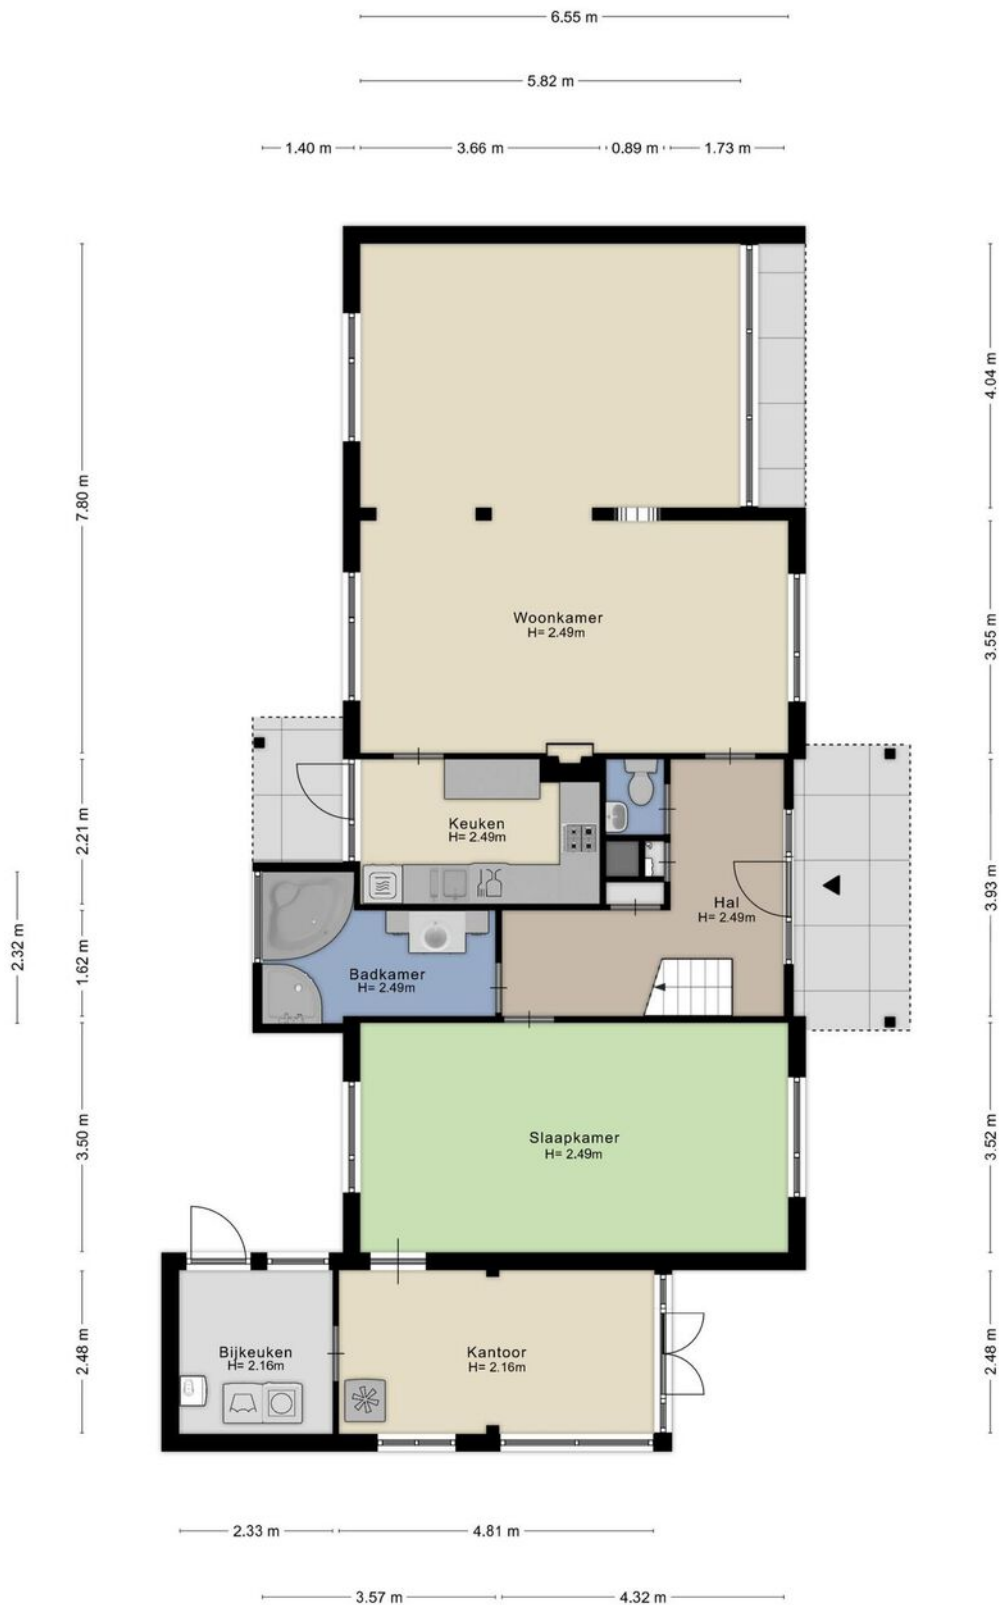 6.55 m
5.82 m
1.40 m 3.66 m 0.89 m 1.73 m
4.04 m
7.80 m
Woonkamer
H= 2.49m
3.55 m
Keuken
H= 2.49m
2.21 m
Hal
H= 2.49m
3.93 m
2.32 m
1.62 m
Badkamer
H= 2.49m
Slaapkamer
H= 2.49m
3.50 m
3.52 m
Bijkeuken
H= 2.16m
Kantoor
H= 2.16m
2.48 m
2.48 m
2.33 m 4.81 m
3.57 m 4.32 m